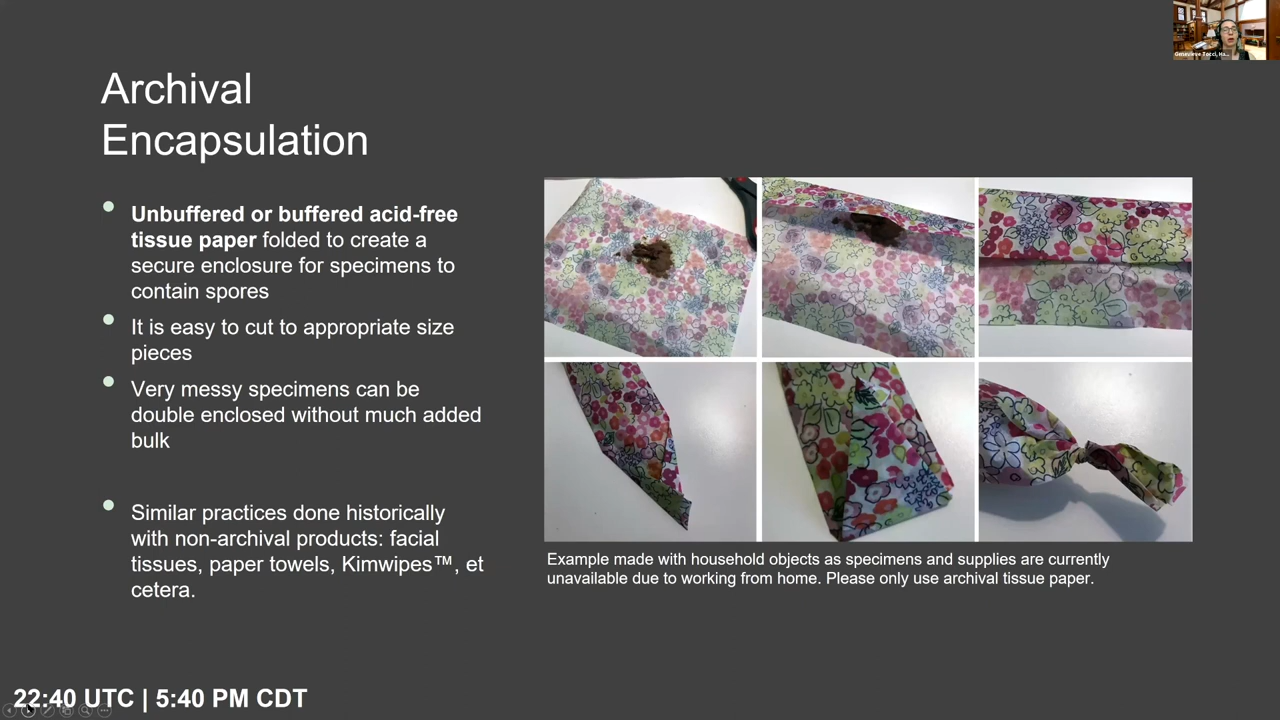 Genevieve Tocci, Ha...
Archival
Encapsulation
Unbuffered or buffered acid-free
tissue paper folded to create a
secure enclosure for specimens to
contain spores
It is easy to cut to appropriate size
pieces
Very messy specimens can be
double enclosed without much added
bulk
Similar practices done historically
with non-archival products: facial
tissues, paper towels, Kimwipes™, et
cetera.
Example made with household objects as specimens and supplies are currently
unavailable due to working from home. Please only use archival tissue paper.
22:40 UTC | 5:40 PM CDT